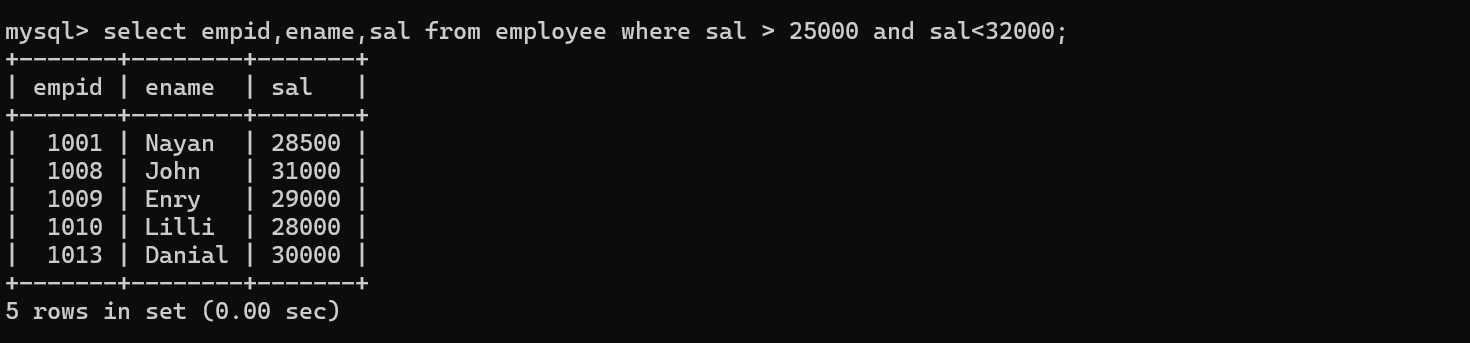 mysql> select empid,ename,sal from employee where sal > 25000 and sal<32000;
+-------+--------+-------+
| empid | ename  | sal   |
+-------+--------+-------+
|  1001 | Nayan  | 28500 |
|  1008 | John   | 31000 |
|  1009 | Enry   | 29000 |
|  1010 | Lilli  | 28000 |
|  1013 | Danial | 30000 |
+-------+--------+-------+
5 rows in set (0.00 sec)